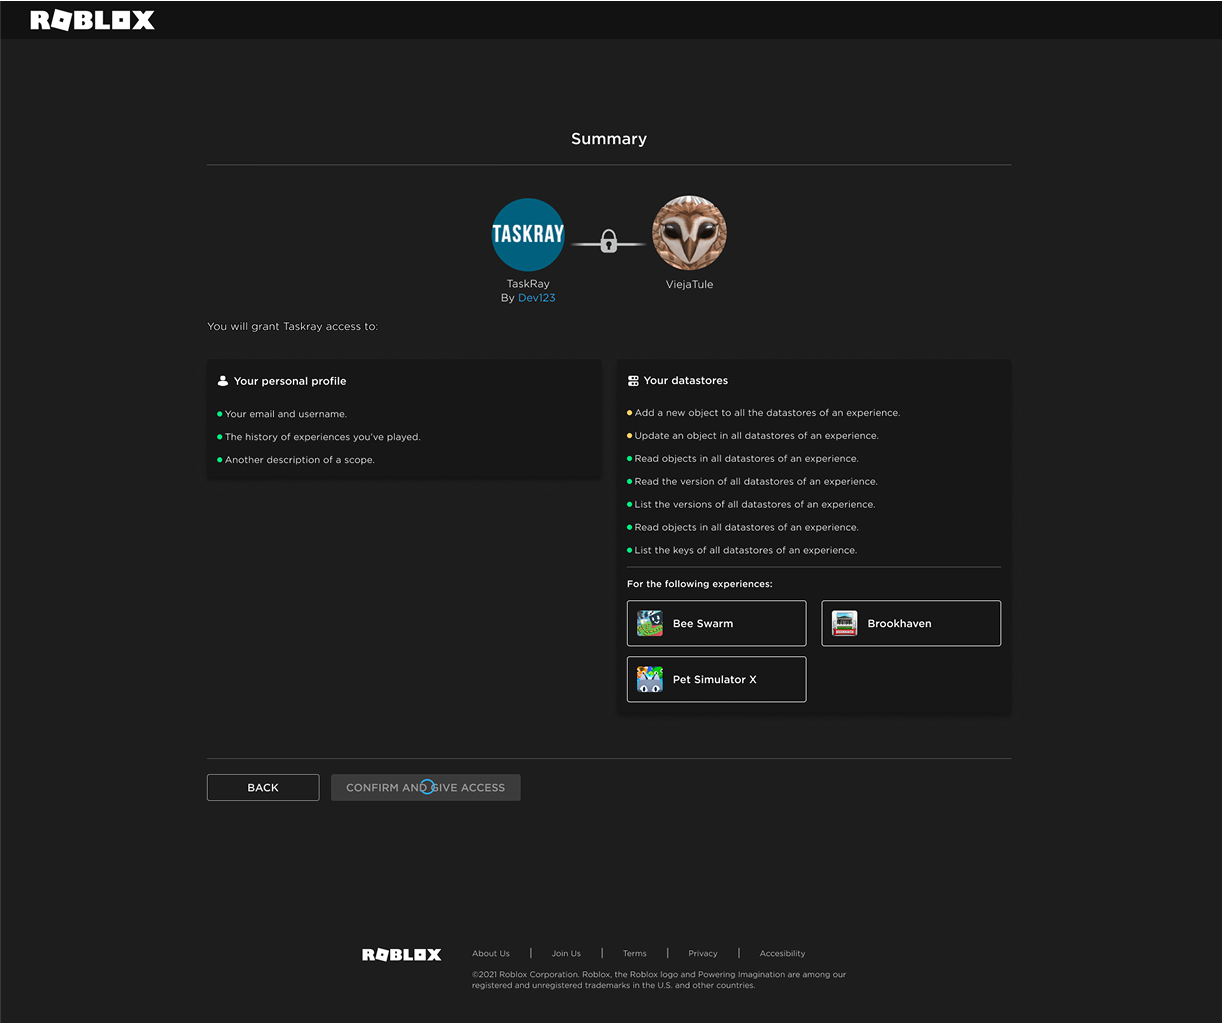 ROBLOX
Summary
TASKRAY
TaskRay
By Dev123
ViejaTule
You will grant Taskray access to:
Your personal profile
Your email and username.
The history of experiences you've played.
Another description of a scope.
Your datastores
Add a new object to all the datastores of an experience.
Update an object in all datastores of an experience.
Read objects in all datastores of an experience.
Read the version of all datastores of an experience.
List the versions of all datastores of an experience.
Read objects in all datastores of an experience.
List the keys of all datastores of an experience.
For the following experiences:
Bee Swarm
Brookhaven
Pet Simulator X
BACK
CONFIRM AND GIVE ACCESS
ROBLOX
About Us | Join Us | Terms | Privacy | Accesibility
©2021 Roblox Corporation. Roblox, the Roblox logo and Powering Imagination are among our
registered and unregistered trademarks in the U.S. and other countries.